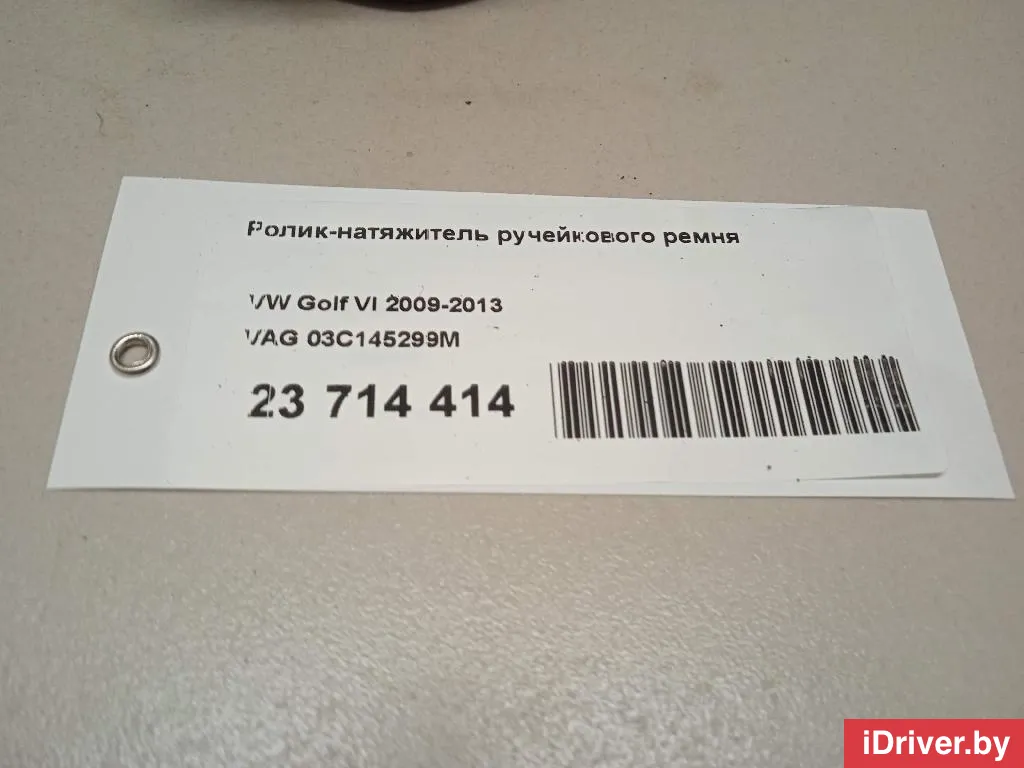 Ролик-натяжитель ручейкового ремня
VW Golf VI 2009-2013
VAG 03C145299M
23 714 414
iDriver.by